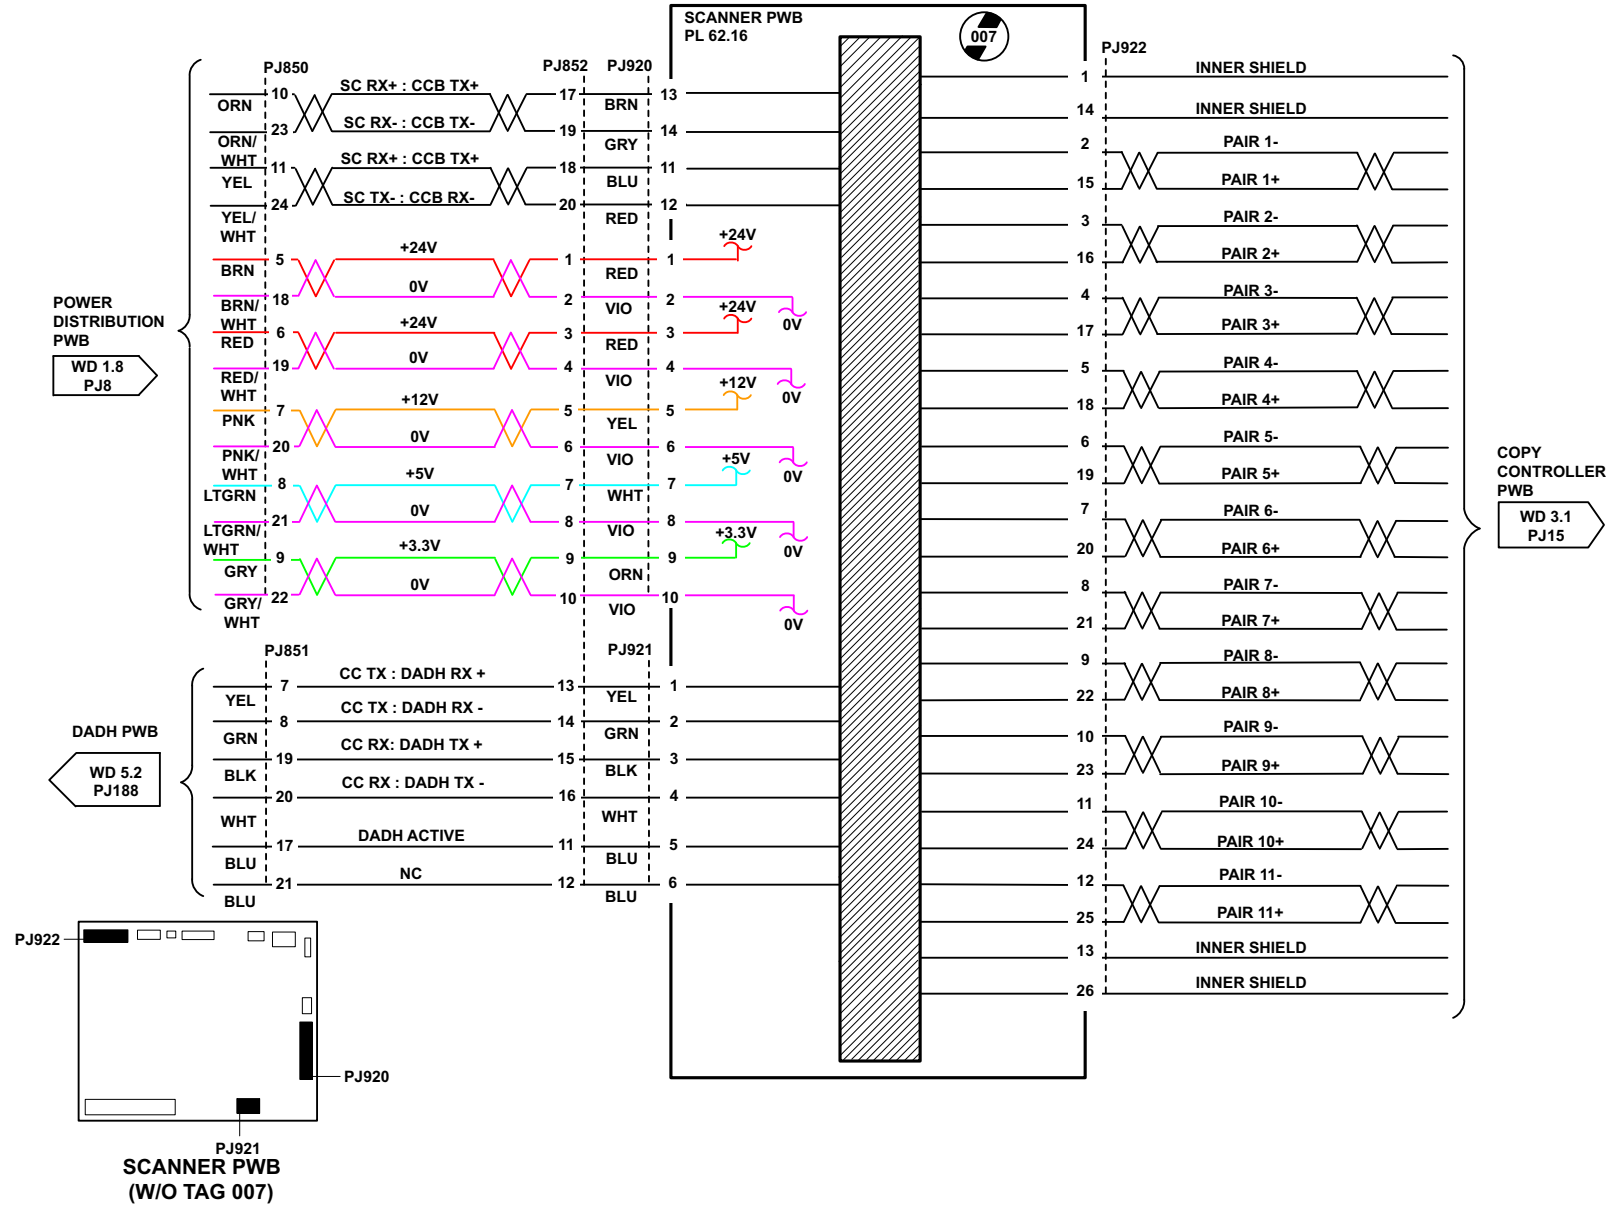 SCANNER PWB
PL 62.16
007
PJ850
PJ852
PJ920
PJ922
10
SC RX+ : CCB TX+
17
13
ORN
BRN
23
SC RX- : CCB TX-
19
14
ORN/
WHT
GRY
11
SC RX+ : CCB TX+
18
11
YEL
BLU
24
SC TX- : CCB RX-
20
12
YEL/
WHT
RED
5
+24V
1
1
+24V
BRN
RED
18
0V
2
2
0V
BRN/
WHT
VIO
6
+24V
3
3
+24V
RED
RED
19
0V
4
4
0V
RED/
WHT
VIO
7
+12V
5
5
+12V
PNK
YEL
20
0V
6
6
0V
PNK/
WHT
VIO
8
+5V
7
7
+5V
LTGRN
WHT
21
0V
8
8
0V
LTGRN/
WHT
VIO
9
+3.3V
9
9
+3.3V
GRY
ORN
22
0V
10
10
0V
GRY/
WHT
VIO
POWER
DISTRIBUTION
PWB
WD 1.8
PJ8
PJ851
PJ921
7
CC TX : DADH RX +
13
1
YEL
YEL
8
CC TX : DADH RX -
14
2
GRN
GRN
19
CC RX: DADH TX +
15
3
BLK
BLK
20
CC RX : DADH TX -
16
4
WHT
WHT
17
DADH ACTIVE
11
5
BLU
BLU
21
NC
12
6
BLU
BLU
DADH PWB
WD 5.2
PJ188
1
INNER SHIELD
14
INNER SHIELD
2
PAIR 1-
15
PAIR 1+
3
PAIR 2-
16
PAIR 2+
4
PAIR 3-
17
PAIR 3+
5
PAIR 4-
18
PAIR 4+
6
PAIR 5-
19
PAIR 5+
7
PAIR 6-
20
PAIR 6+
8
PAIR 7-
21
PAIR 7+
9
PAIR 8-
22
PAIR 8+
10
PAIR 9-
23
PAIR 9+
11
PAIR 10-
24
PAIR 10+
12
PAIR 11-
25
PAIR 11+
13
INNER SHIELD
26
INNER SHIELD
COPY
CONTROLLER
PWB
WD 3.1
PJ15
PJ922
PJ920
PJ921
SCANNER PWB
(W/O TAG 007)